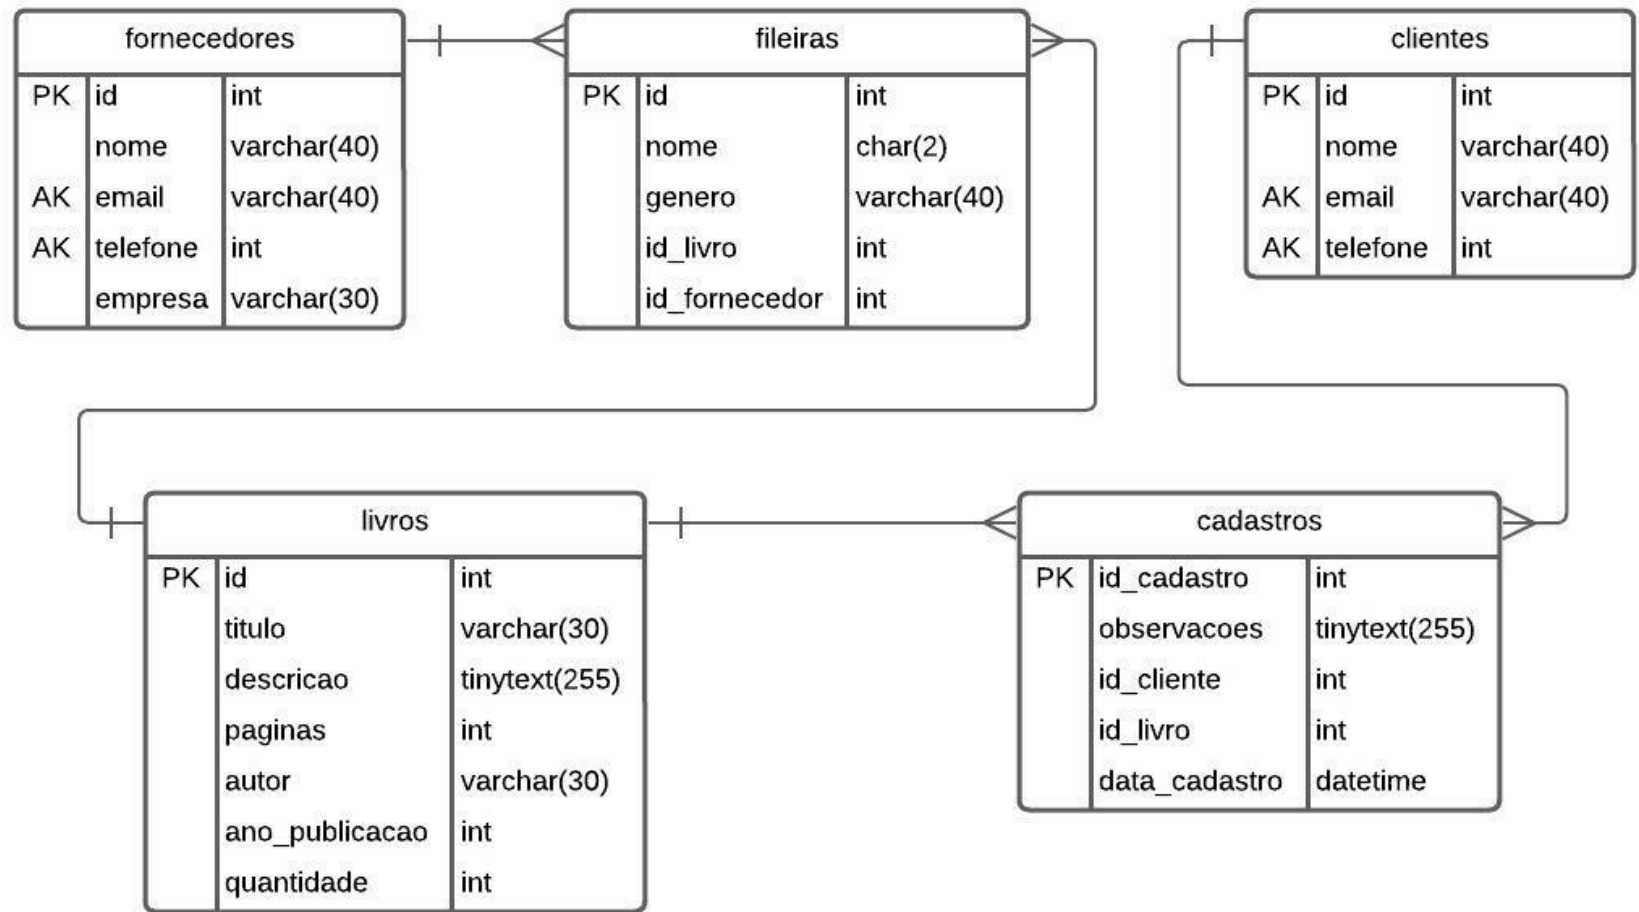 fornecedores
PK id int
nome varchar(40)
AK email varchar(40)
AK telefone int
empresa varchar(30)
fileiras
PK id int
nome char(2)
genero varchar(40)
id_livro int
id_fornecedor int
clientes
PK id int
nome varchar(40)
AK email varchar(40)
AK telefone int
livros
PK id int
titulo varchar(30)
descricao tinytext(255)
paginas int
autor varchar(30)
ano_publicacao int
quantidade int
cadastros
PK id_cadastro int
observacoes tinytext(255)
id_cliente int
id_livro int
data_cadastro datetime